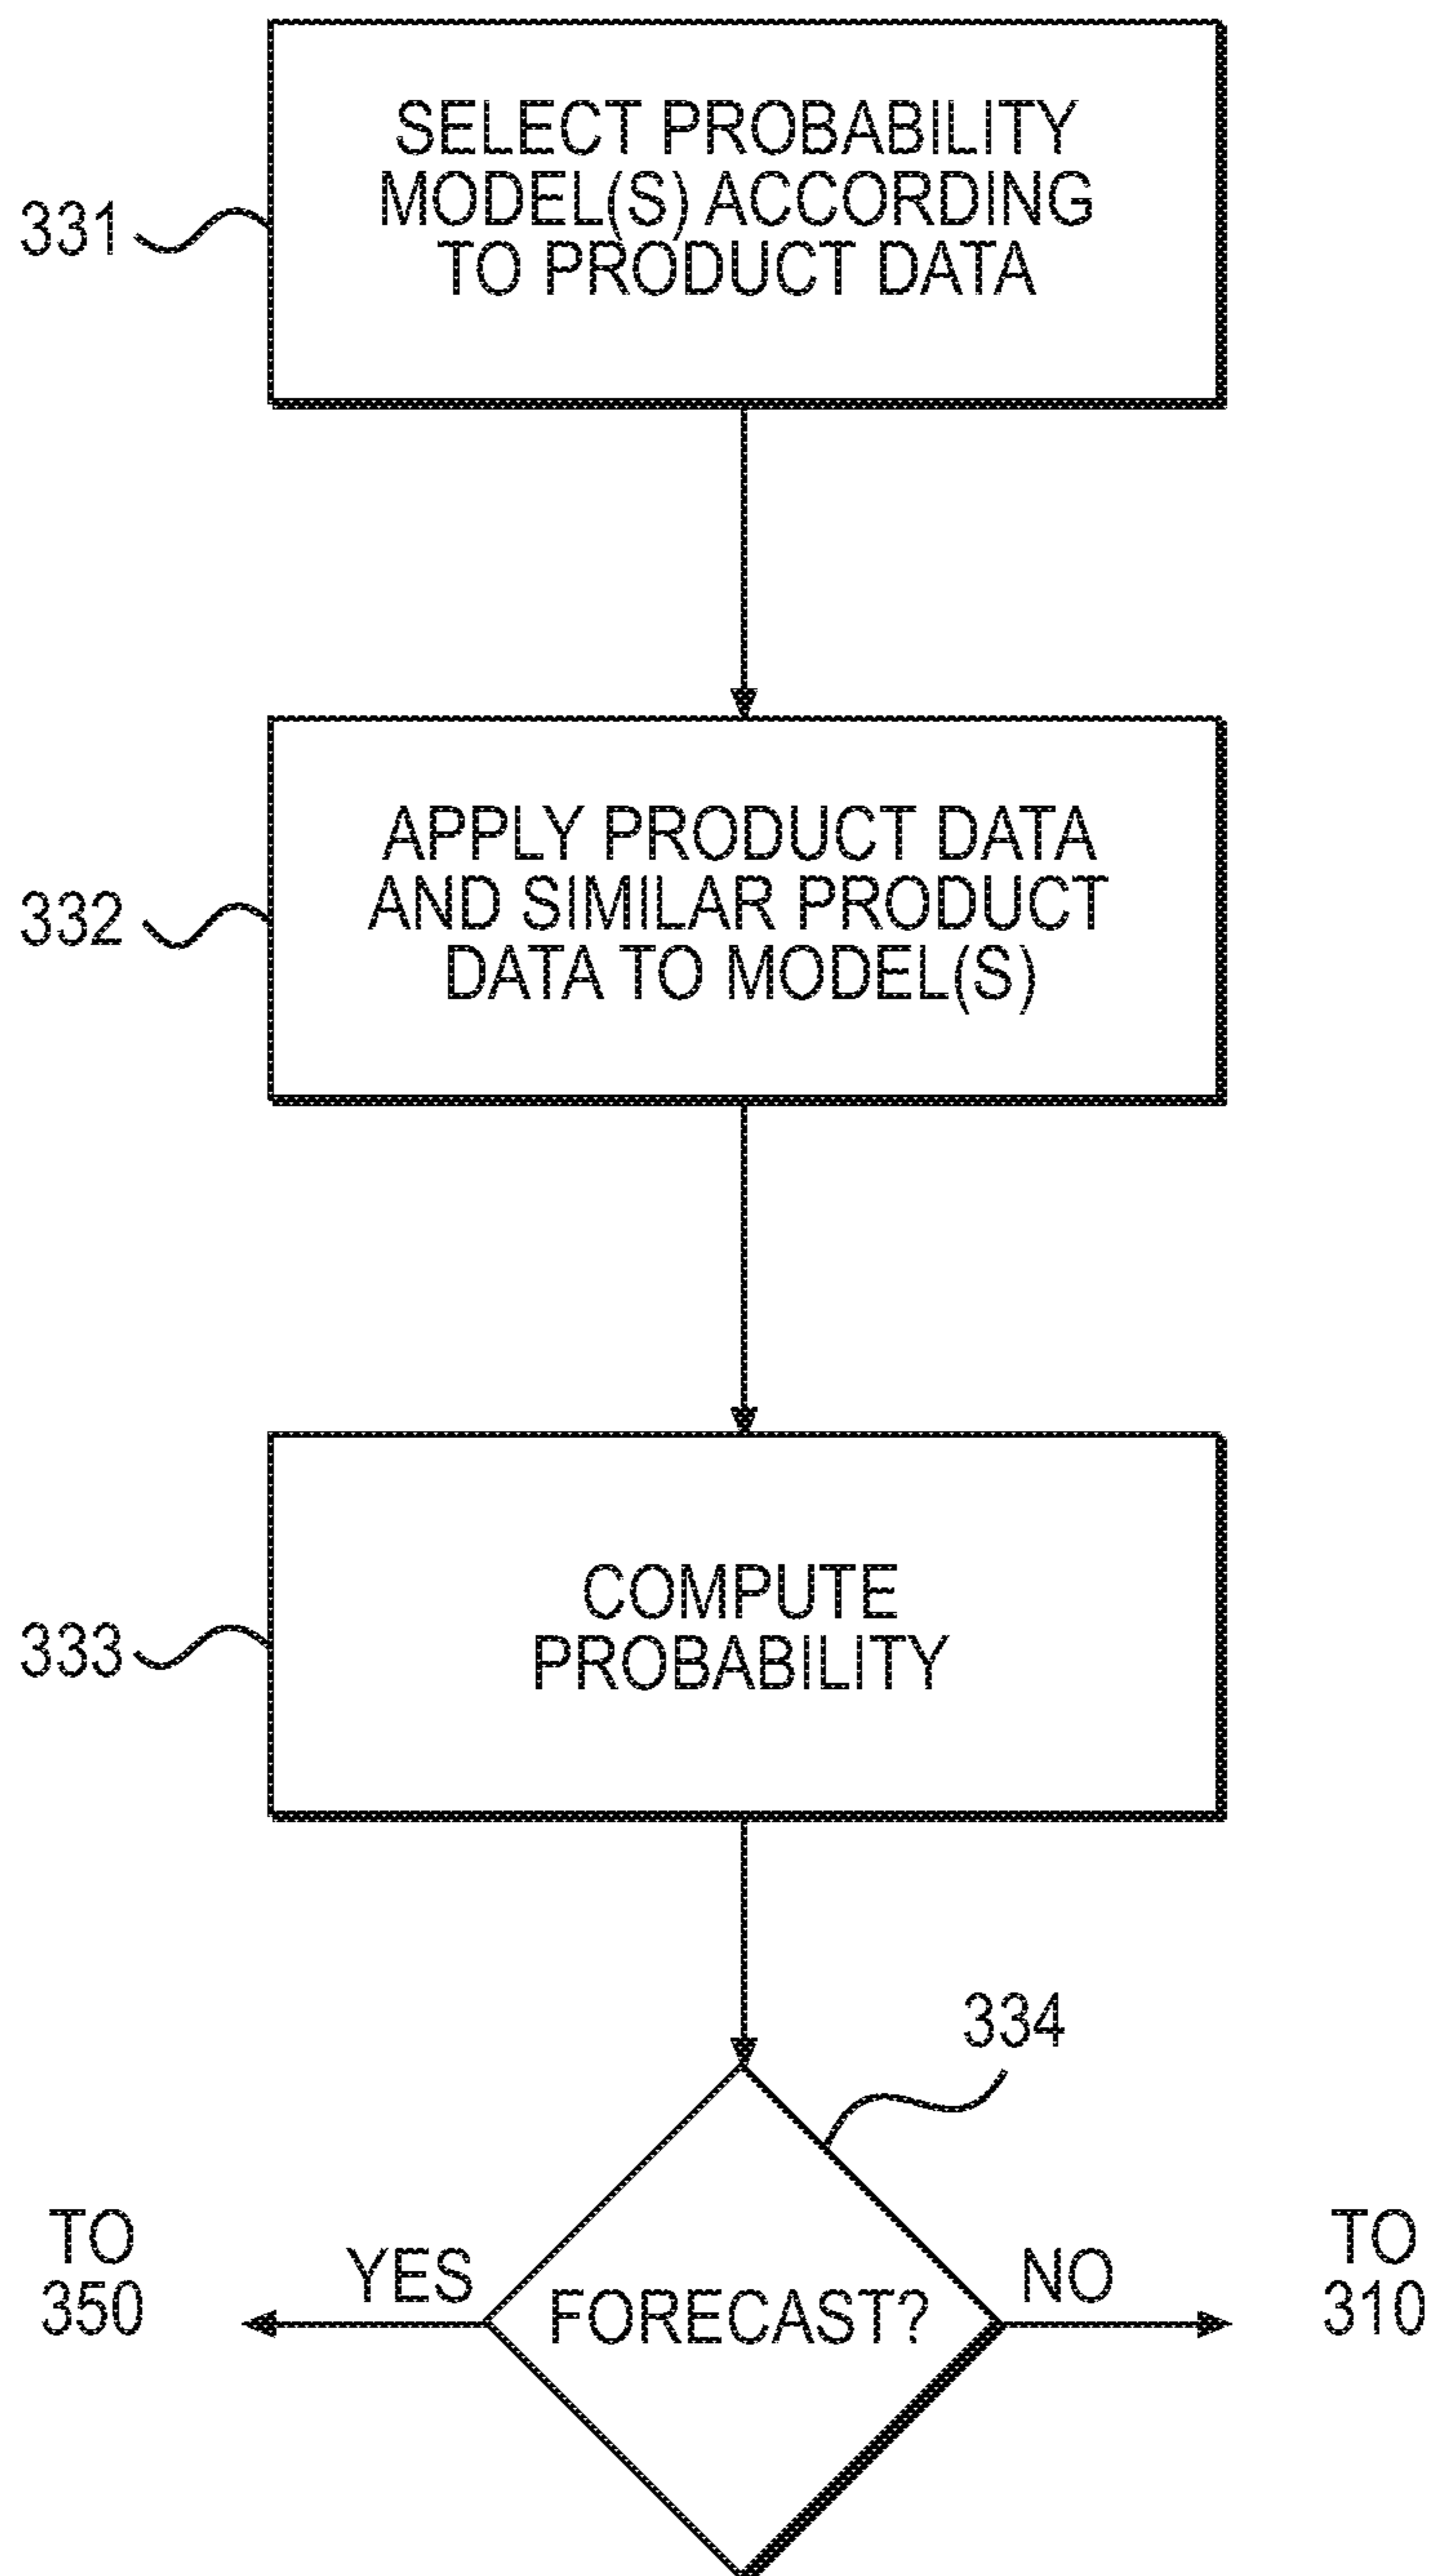 SELECT PROBABILITY
MODEL(S) ACCORDING
TO PRODUCT DATA
331
APPLY PRODUCT DATA
AND SIMILAR PRODUCT
DATA TO MODEL(S)
332
COMPUTE
PROBABILITY
333
334
TO
350
YES
FORECAST?
NO
TO
310